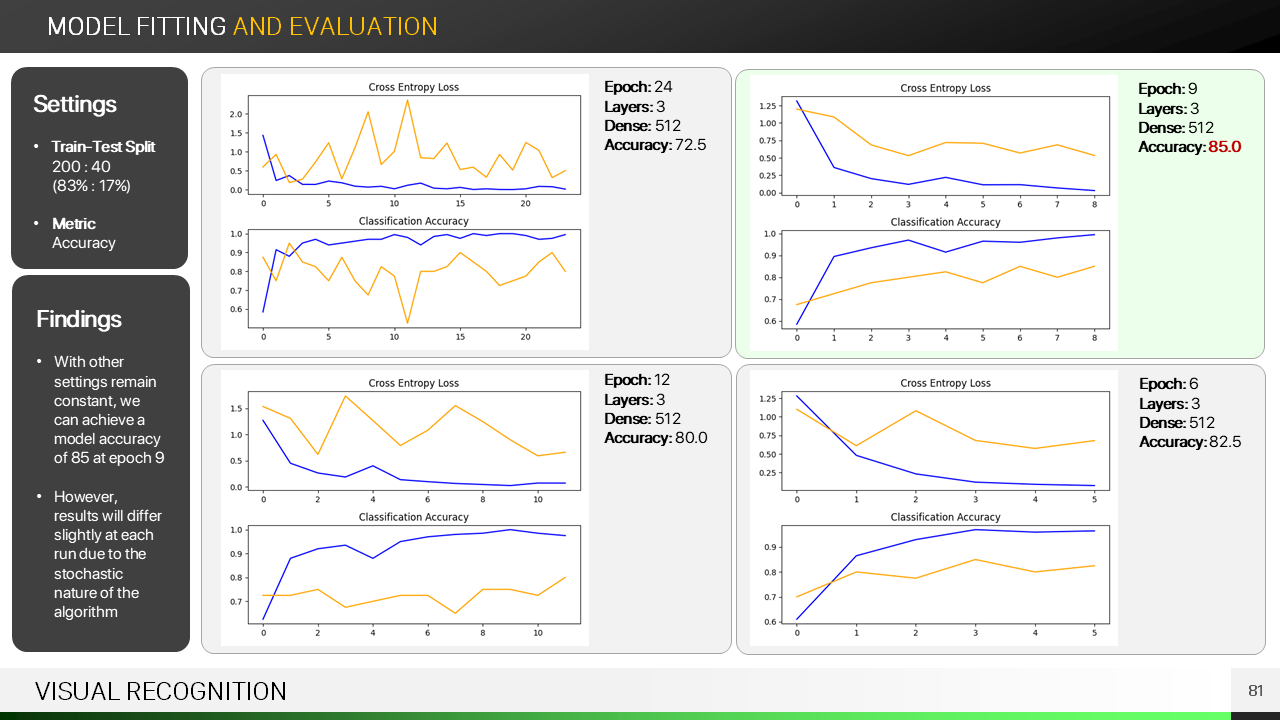 MODEL FITTING AND EVALUATION
Settings
• Train-Test Split
200 : 40
(83% : 17%)
• Metric
Accuracy
Findings
• With other
settings remain
constant, we
can achieve a
model accuracy
of 85 at epoch 9
• However,
results will differ
slightly at each
run due to the
stochastic
nature of the
algorithm
Cross Entropy Loss
2.0
1.5
1.0
0.5
0.0
0 5 10 15 20
Classification Accuracy
1.0
0.9
0.8
0.7
0.6
0 5 10 15 20
Epoch: 24
Layers: 3
Dense: 512
Accuracy: 72.5
Cross Entropy Loss
1.25
1.00
0.75
0.50
0.25
0.00
0 1 2 3 4 5 6 7 8
Classification Accuracy
1.0
0.9
0.8
0.7
0.6
0 1 2 3 4 5 6 7 8
Epoch: 9
Layers: 3
Dense: 512
Accuracy: 85.0
Cross Entropy Loss
1.5
1.0
0.5
0.0
0 2 4 6 8 10
Classification Accuracy
1.0
0.9
0.8
0.7
0 2 4 6 8 10
Epoch: 12
Layers: 3
Dense: 512
Accuracy: 80.0
Cross Entropy Loss
1.25
1.00
0.75
0.50
0.25
0 1 2 3 4 5
Classification Accuracy
0.9
0.8
0.7
0.6
0 1 2 3 4 5
Epoch: 6
Layers: 3
Dense: 512
Accuracy: 82.5
VISUAL RECOGNITION
81